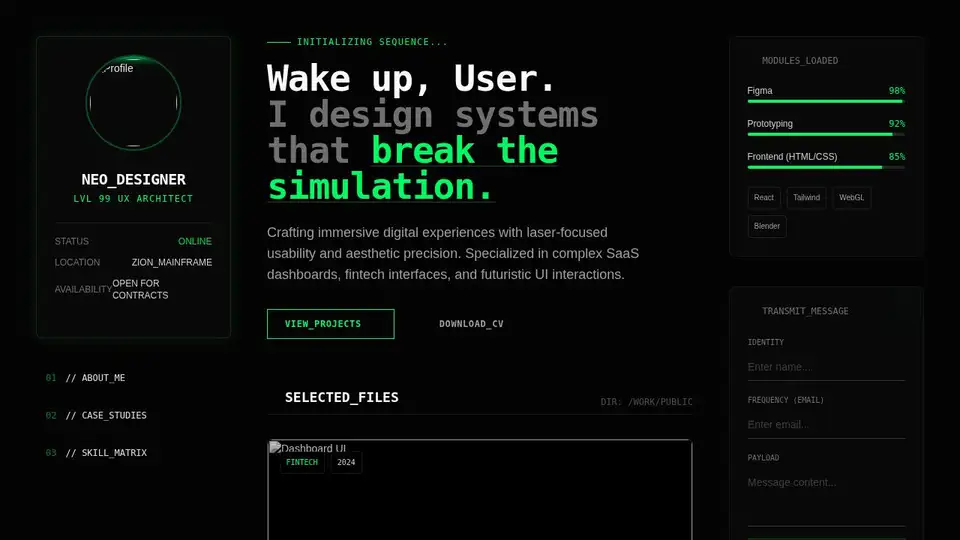 Profile
NEO_DESIGNER
LVL 99 UX ARCHITECT
STATUS ONLINE
LOCATION ZION_MAINFRAME
AVAILABILITY OPEN FOR
CONTRACTS
01 // ABOUT_ME
02 // CASE_STUDIES
03 // SKILL_MATRIX
INITIALIZING SEQUENCE...
Wake up, User.
I design systems
that break the
simulation.
Crafting immersive digital experiences with laser-focused
usability and aesthetic precision. Specialized in complex SaaS
dashboards, fintech interfaces, and futuristic UI interactions.
VIEW_PROJECTS DOWNLOAD_CV
SELECTED_FILES DIR: /WORK/PUBLIC
Dashboard UI
FINTECH 2024
MODULES_LOADED
Figma 98%
Prototyping 92%
Frontend (HTML/CSS) 85%
React Tailwind WebGL
Blender
TRANSMIT_MESSAGE
IDENTITY
Enter name...
FREQUENCY (EMAIL)
Enter email...
PAYLOAD
Message content...